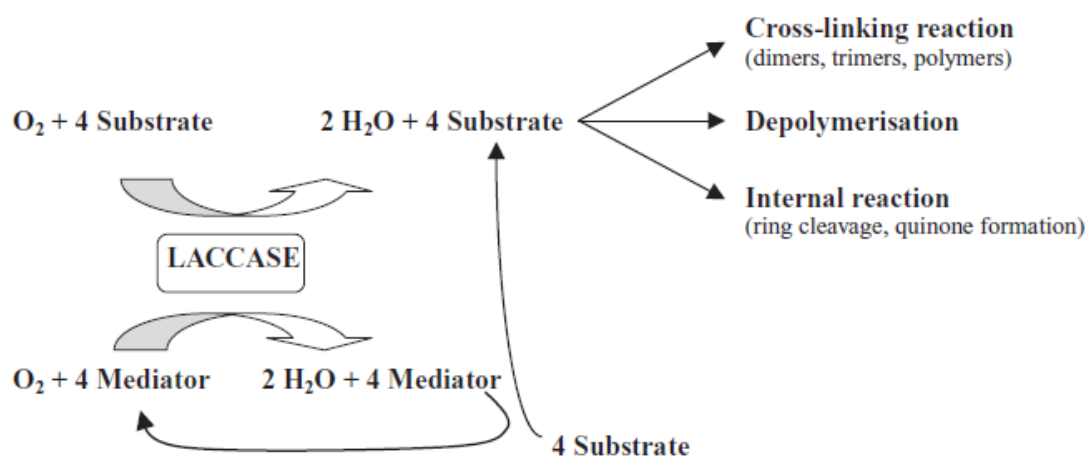 Cross-linking reaction
(dimers, trimers, polymers)
O₂ + 4 Substrate
2 H₂O + 4 Substrate
Depolymerisation
Internal reaction
(ring cleavage, quinone formation)
LACCASE
O₂ + 4 Mediator
2 H₂O + 4 Mediator
4 Substrate